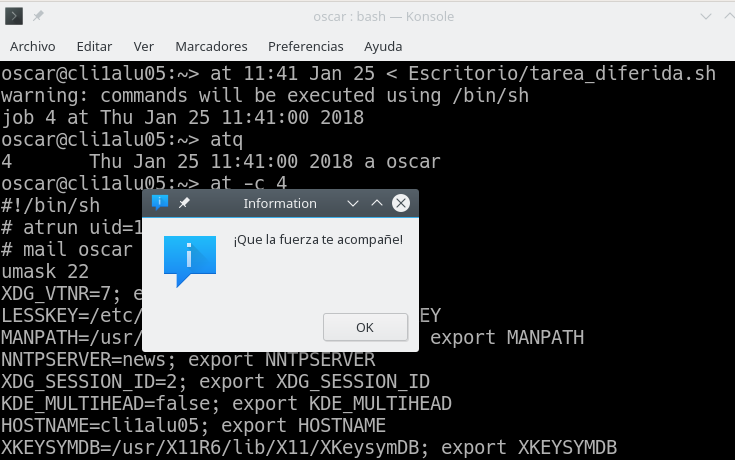 oscar : bash — Konsole
Archivo Editar Ver Marcadores Preferencias Ayuda
oscar@cli1alu05:~> at 11:41 Jan 25 < Escritorio/tarea_diferida.sh
warning: commands will be executed using /bin/sh
job 4 at Thu Jan 25 11:41:00 2018
oscar@cli1alu05:~> atq
4 Thu Jan 25 11:41:00 2018 a oscar
oscar@cli1alu05:~> at -c 4
#!/bin/sh
# atrun uid=1
# mail oscar
umask 22
XDG_VTNR=7; e
LESSKEY=/etc/ EY
MANPATH=/usr/ export MANPATH
NNTPSERVER=news; export NNTPSERVER
XDG_SESSION_ID=2; export XDG_SESSION_ID
KDE_MULTIHEAD=false; export KDE_MULTIHEAD
HOSTNAME=cli1alu05; export HOSTNAME
XKEYSYMDB=/usr/X11R6/lib/X11/XKeysymDB; export XKEYSYMDB
Information
¡Que la fuerza te acompañe!
OK